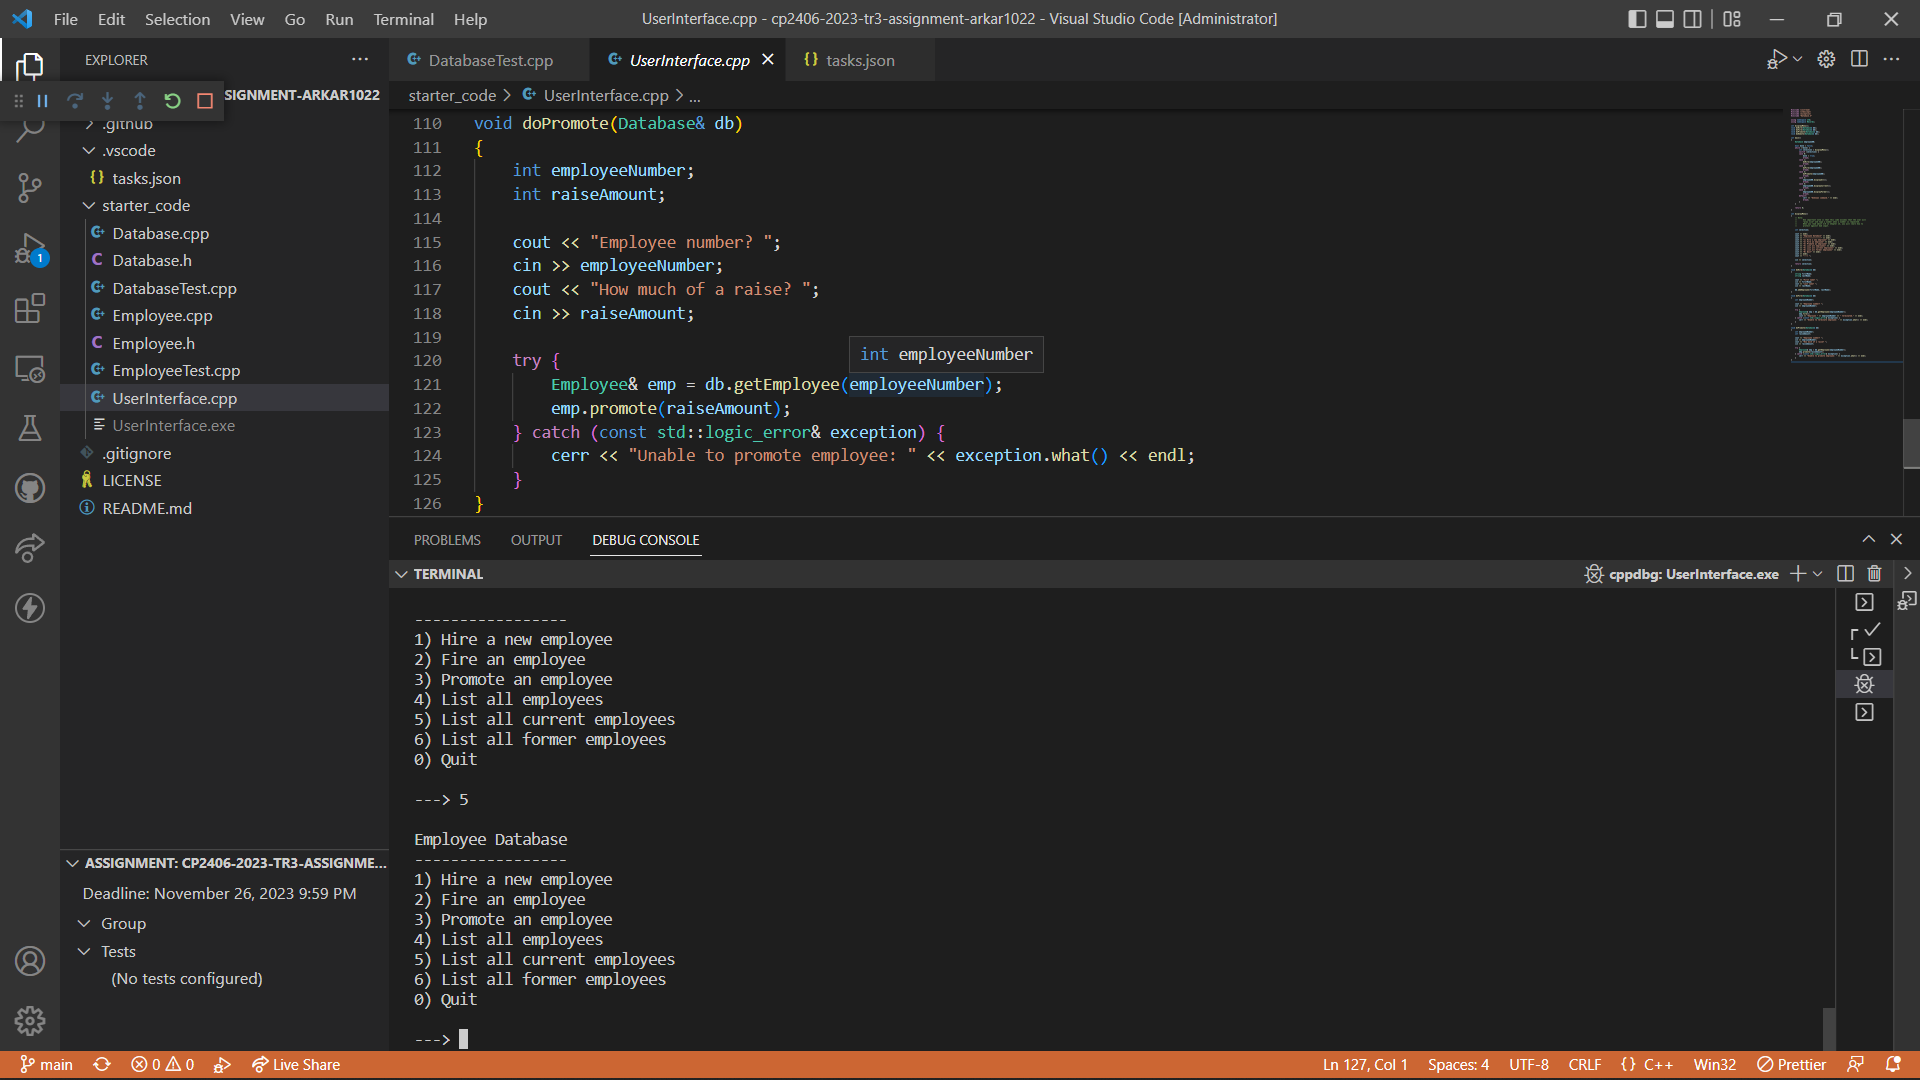 File Edit Selection View Go Run Terminal Help
UserInterface.cpp - cp2406-2023-tr3-assignment-arkar1022 - Visual Studio Code [Administrator]
EXPLORER
SIGNMENT-ARKAR1022
.github
.vscode
tasks.json
starter_code
Database.cpp
Database.h
DatabaseTest.cpp
Employee.cpp
Employee.h
EmployeeTest.cpp
UserInterface.cpp
UserInterface.exe
.gitignore
LICENSE
README.md
1
ASSIGNMENT: CP2406-2023-TR3-ASSIGNME...
Deadline: November 26, 2023 9:59 PM
Group
Tests
(No tests configured)
DatabaseTest.cpp UserInterface.cpp tasks.json
starter_code > UserInterface.cpp > ...
110 void doPromote(Database& db)
111 {
112 int employeeNumber;
113 int raiseAmount;
114
115 cout << "Employee number? ";
116 cin >> employeeNumber;
117 cout << "How much of a raise? ";
118 cin >> raiseAmount;
119
int employeeNumber
120 try {
121 Employee& emp = db.getEmployee(employeeNumber);
122 emp.promote(raiseAmount);
123 } catch (const std::logic_error& exception) {
124 cerr << "Unable to promote employee: " << exception.what() << endl;
125 }
126 }
PROBLEMS OUTPUT DEBUG CONSOLE
TERMINAL
cppdbg: UserInterface.exe
-----------------
1) Hire a new employee
2) Fire an employee
3) Promote an employee
4) List all employees
5) List all current employees
6) List all former employees
0) Quit
---> 5
Employee Database
-----------------
1) Hire a new employee
2) Fire an employee
3) Promote an employee
4) List all employees
5) List all current employees
6) List all former employees
0) Quit
--->
main 0 0 Live Share
Ln 127, Col 1 Spaces: 4 UTF-8 CRLF {} C++ Win32 Prettier